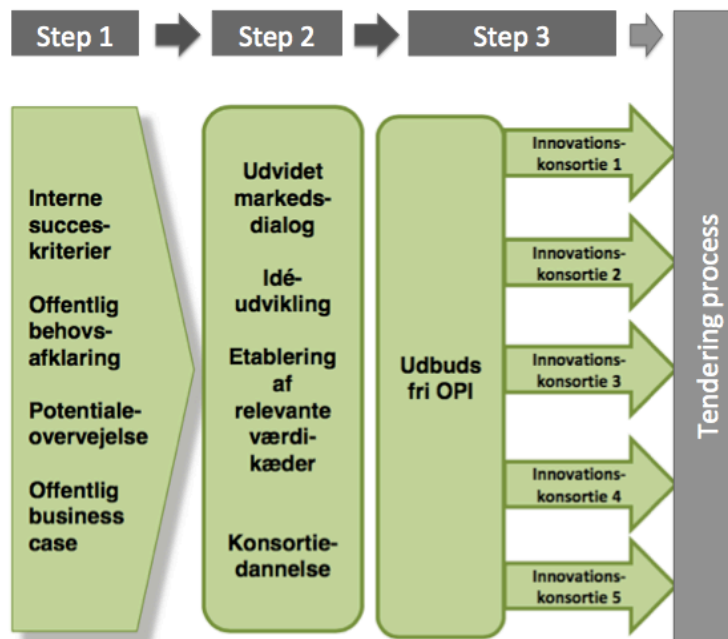 Step 1
Step 2
Step 3
Interne
succes-
kriterier
Offentlig
behovs-
afklaring
Potentiale-
overvejelse
Offentlig
business
case
Udvidet
markeds-
dialog
Idé-
udvikling
Etablering
af
relevante
værdi-
kæder
Konsortie-
dannelse
Udbuds
fri OPI
Innovations-
konsortie 1
Innovations-
konsortie 2
Innovations-
konsortie 3
Innovations-
konsortie 4
Innovations-
konsortie 5
Tendering process